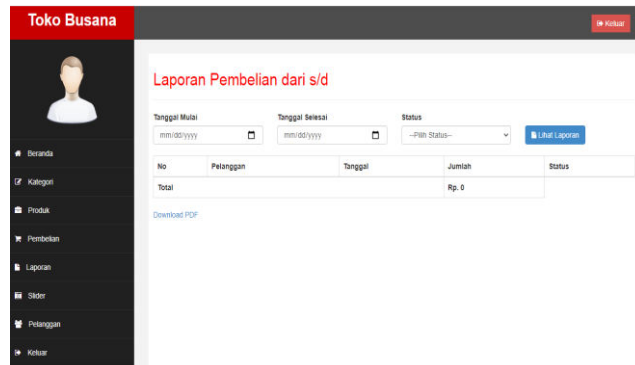 Toko Busana
Keluar
Laporan Pembelian dari s/d
Tanggal Mulai Tanggal Selesai Status
mm/dd/yyyy mm/dd/yyyy --Pilih Status-- Lihat Laporan
No Pelanggan Tanggal Jumlah Status
Total Rp. 0
Download PDF
Beranda
Kategori
Produk
Pembelian
Laporan
Slider
Pelanggan
Keluar